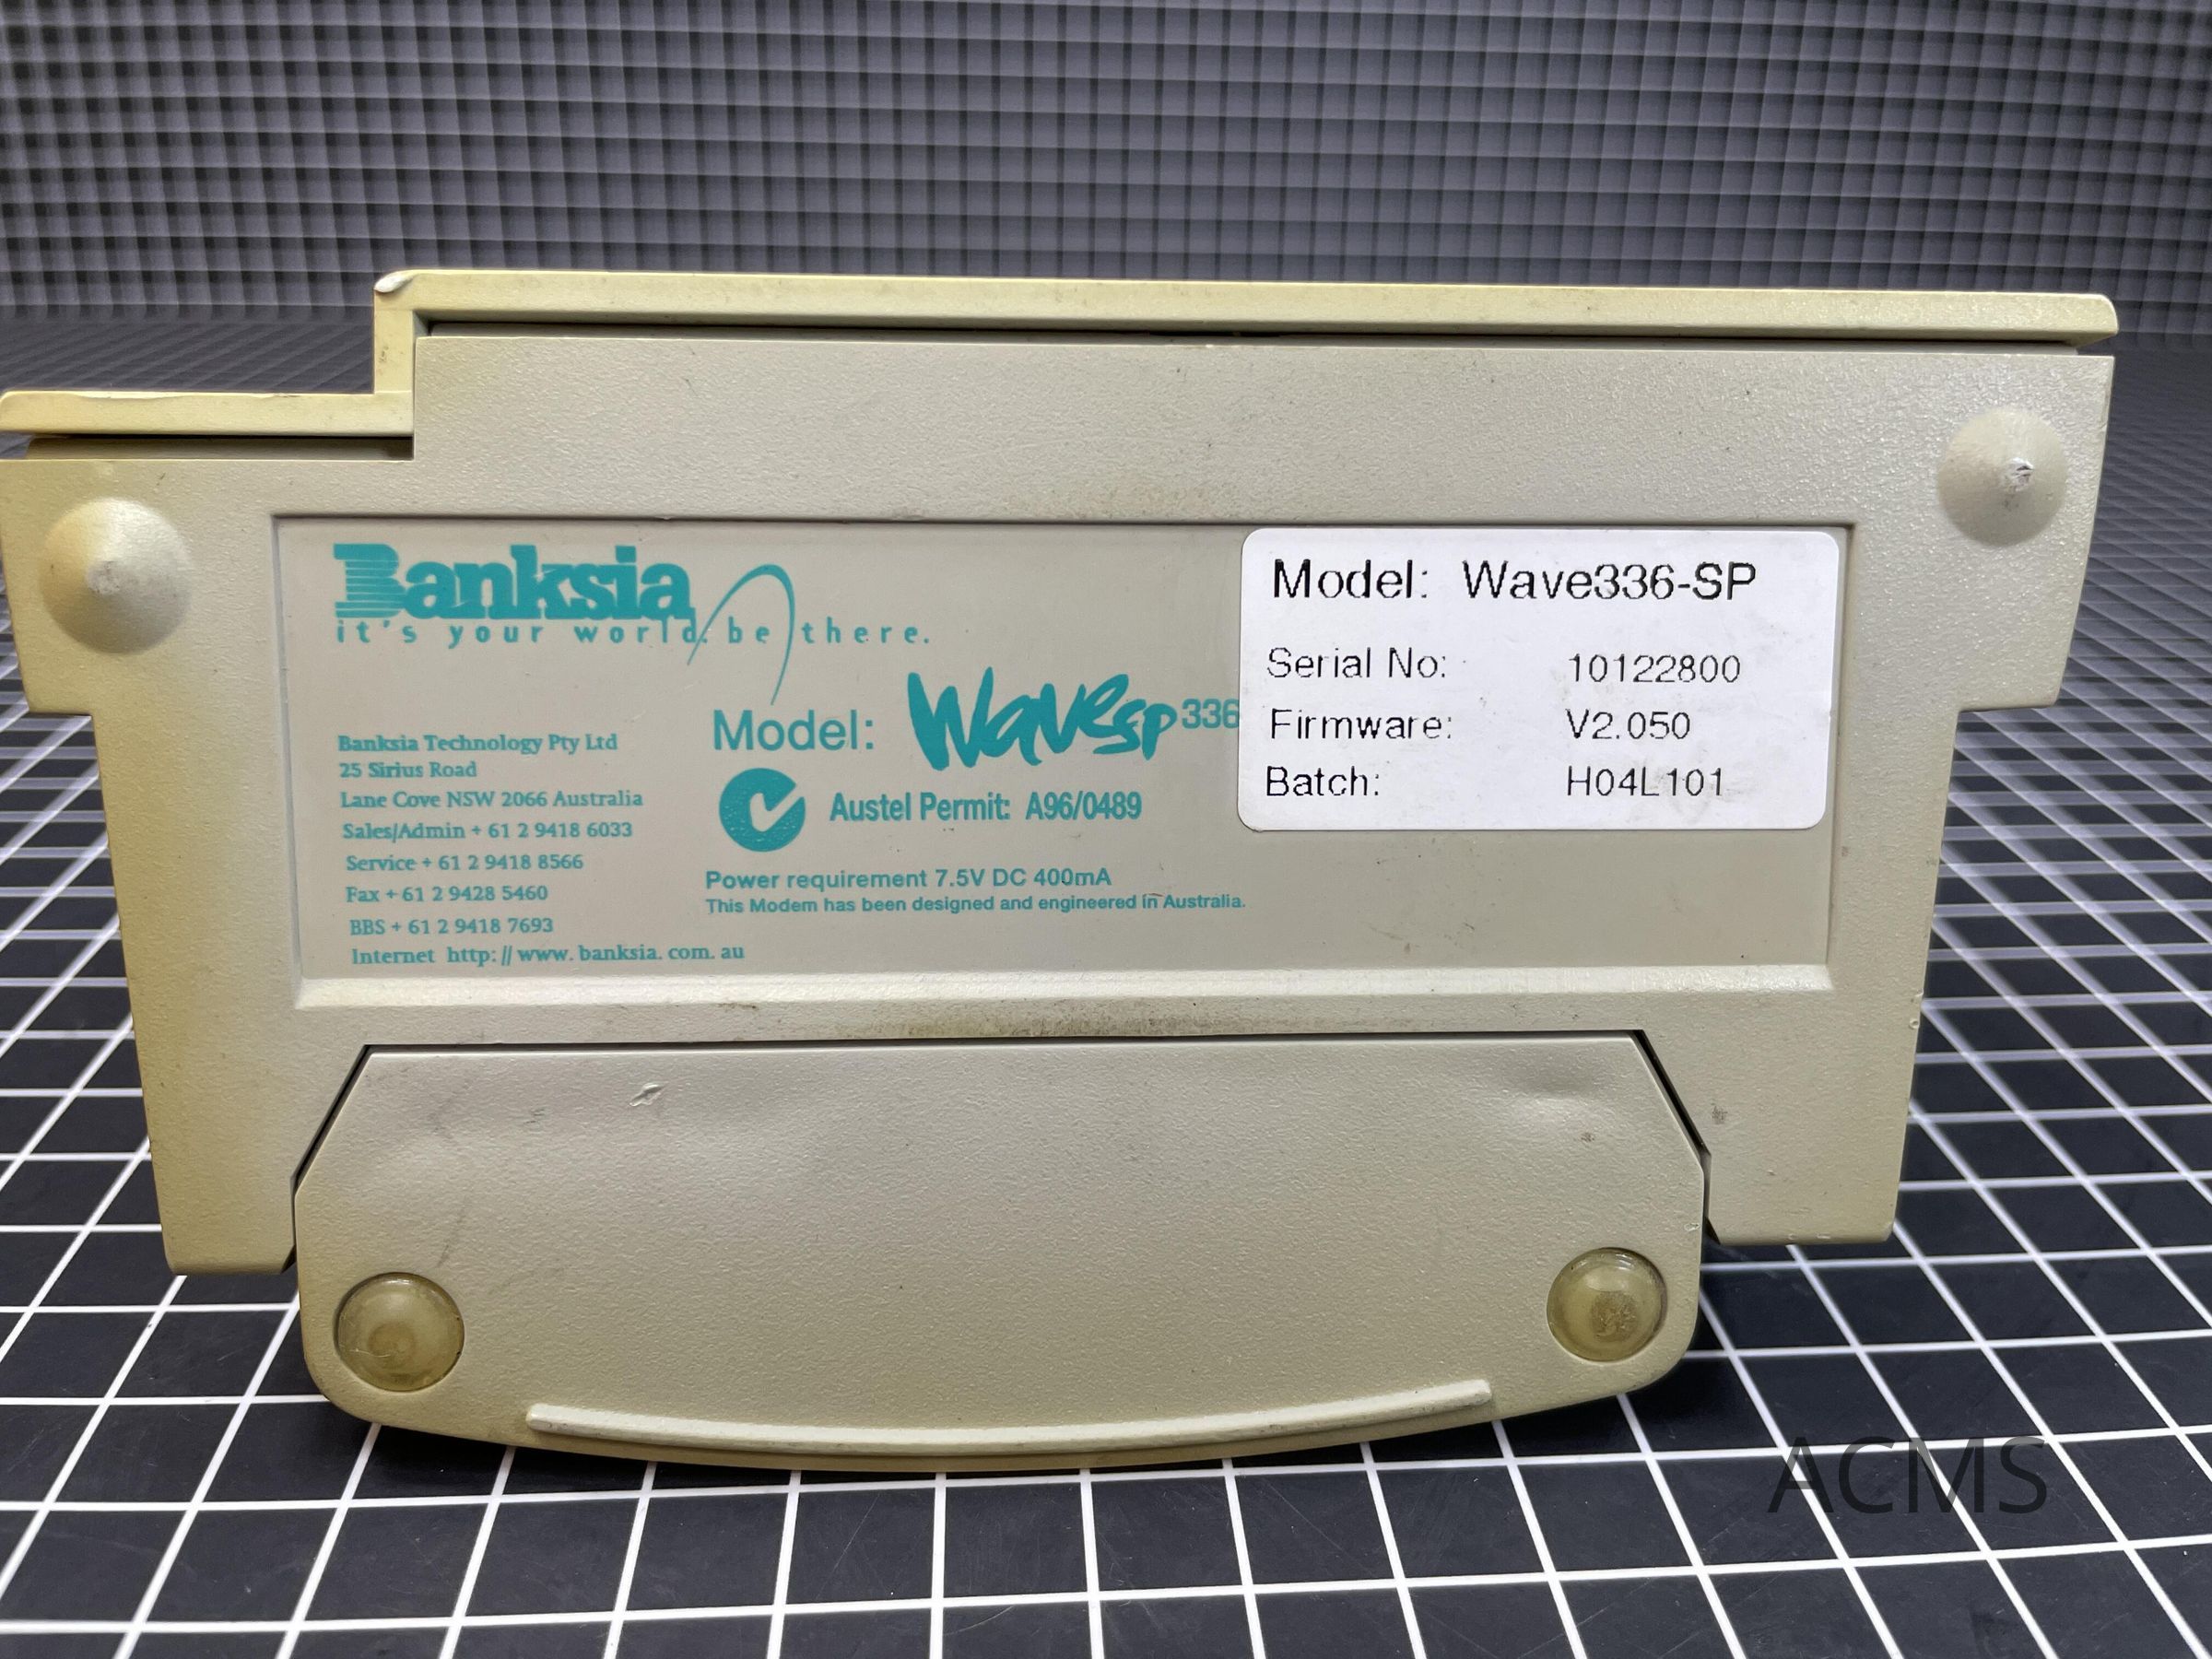 Banksia
it's your world. be there.
Model: Wave SP 336
Banksia Technology Pty Ltd
25 Sirius Road
Lane Cove NSW 2066 Australia
Sales/Admin + 61 2 9418 6033
Service + 61 2 9418 8566
Fax + 61 2 9428 5460
BBS + 61 2 9418 7693
Internet http: // www. banksia. com. au
Austel Permit: A96/0489
Power requirement 7.5V DC 400mA
This Modem has been designed and engineered in Australia.
Model: Wave336-SP
Serial No: 10122800
Firmware: V2.050
Batch: H04L101
ACMS